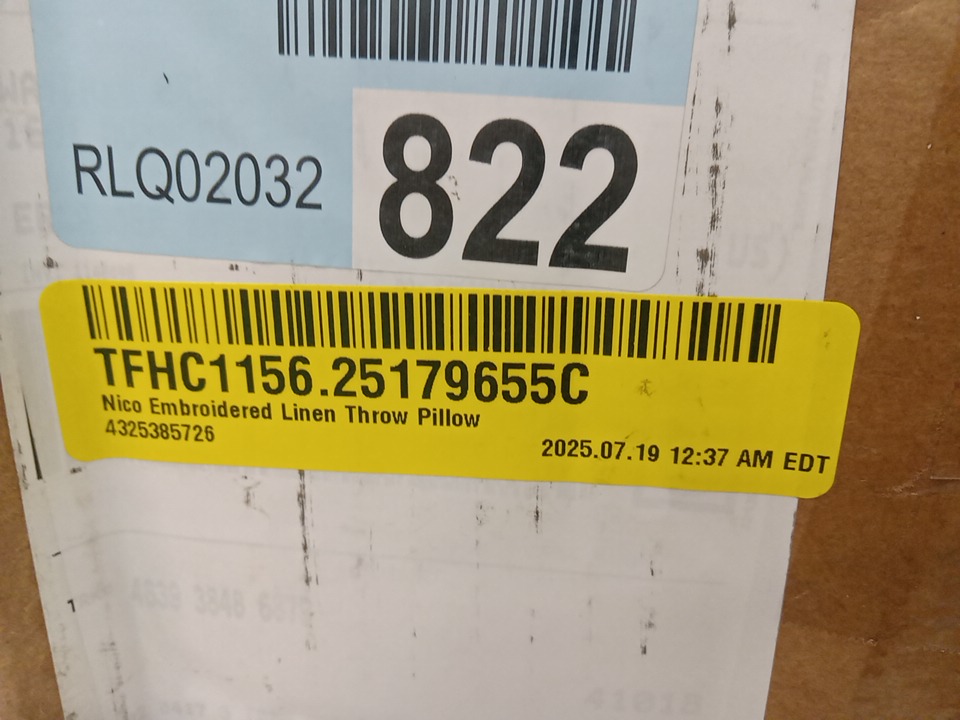 RLQ02032
822
TFHC1156.25179655C
Nico Embroidered Linen Throw Pillow
4325385726
2025.07.19 12:37 AM EDT